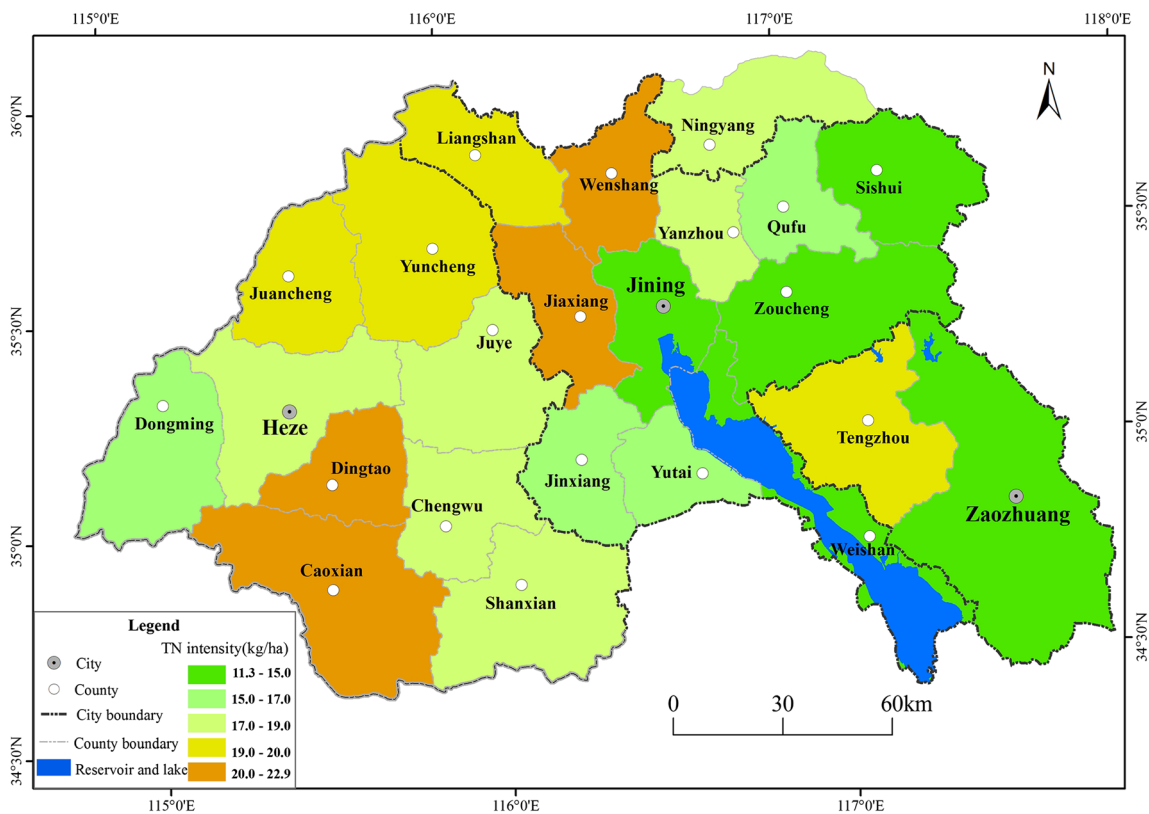 115°0'E
116°0'E
117°0'E
118°0'E
36°0'N
35°30'N
35°0'N
34°30'N
35°30'N
35°0'N
34°30'N
115°0'E
116°0'E
117°0'E
N
Ningyang
Liangshan
Wenshang
Sishui
Qufu
Yanzhou
Yuncheng
Juancheng
Jining
Jiaxiang
Zoucheng
Juye
Dongming
Heze
Tengzhou
Dingtao
Jinxiang
Yutai
Chengwu
Zaozhuang
Weishan
Caoxian
Shanxian
0 30 60km
Legend
TN intensity(kg/ha)
City
County
City boundary
County boundary
Reservoir and lake
11.3 - 15.0
15.0 - 17.0
17.0 - 19.0
19.0 - 20.0
20.0 - 22.9